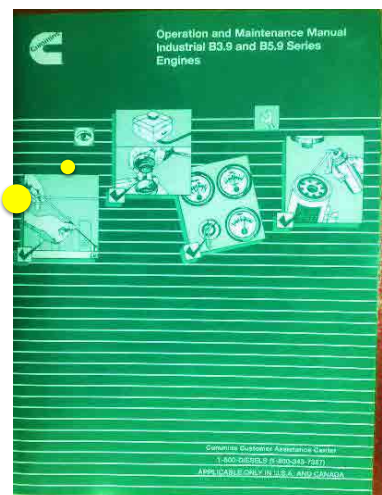 Cummins
Operation and Maintenance Manual
Industrial B3.9 and B5.9 Series
Engines
Cummins Customer Assistance Center
1-800-DIESELS (1-800-343-7357)
APPLICABLE ONLY IN U.S.A. AND CANADA